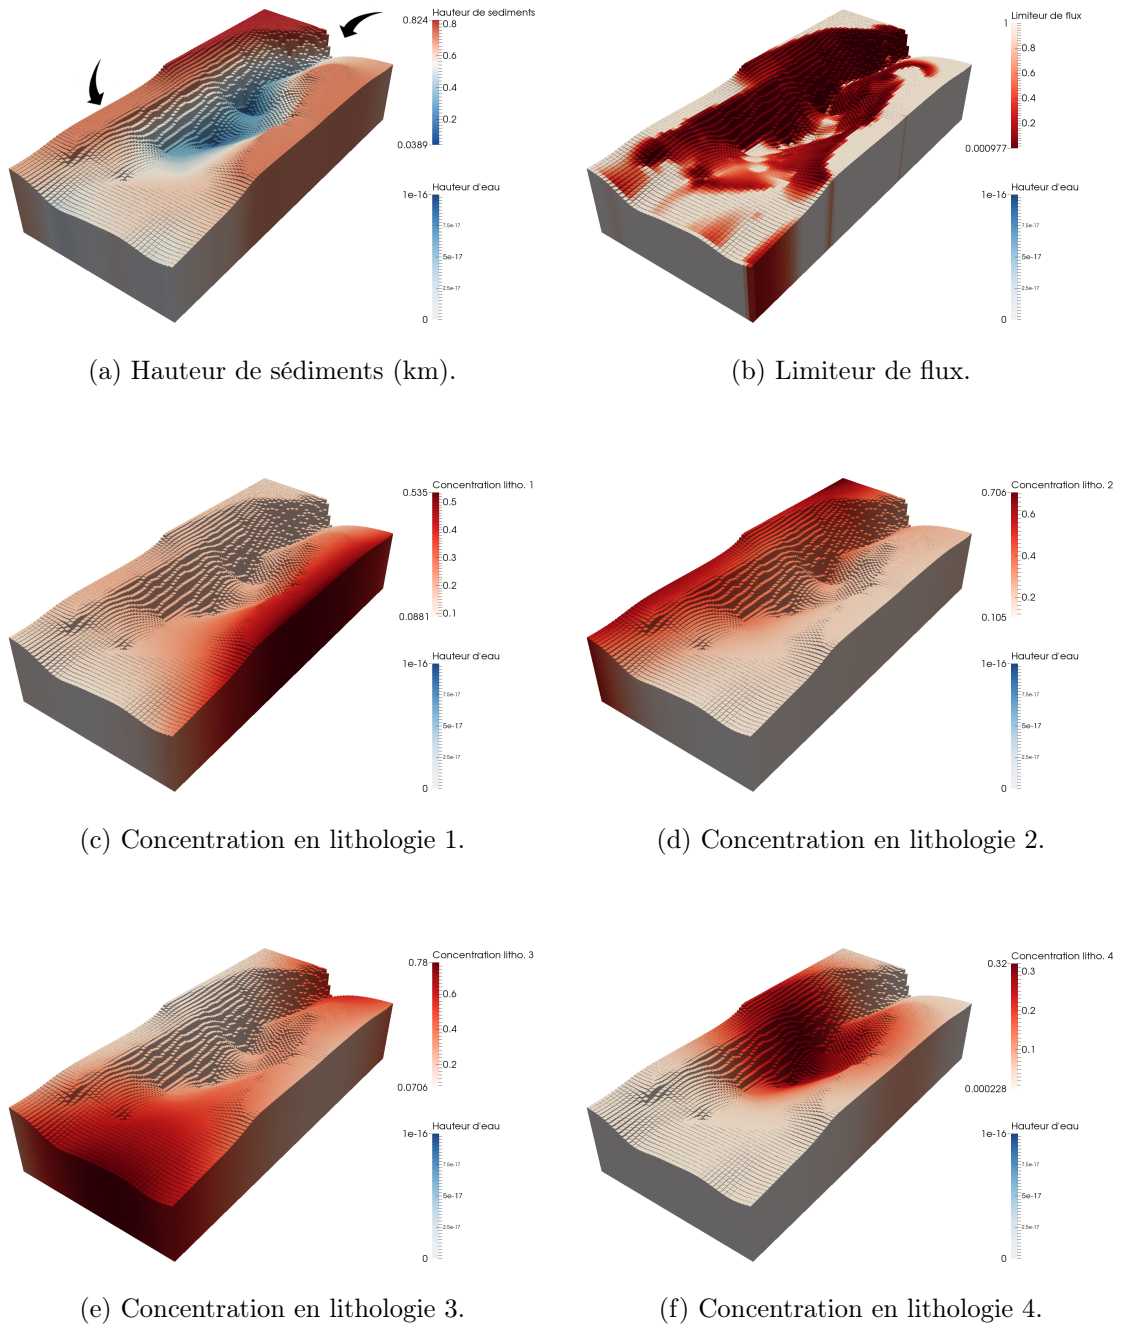 Hauteur de sediments
0.824
0.8
0.6
0.4
0.2
0.0389
Hauteur d'eau
1e-16
7.5e-17
5e-17
2.5e-17
0
(a) Hauteur de sédiments (km).
Limiteur de flux
1
0.8
0.6
0.4
0.2
0.000977
Hauteur d'eau
1e-16
7.5e-17
5e-17
2.5e-17
0
(b) Limiteur de flux.
Concentration litho. 1
0.535
0.5
0.4
0.3
0.2
0.1
0.0881
Hauteur d'eau
1e-16
7.5e-17
5e-17
2.5e-17
0
(c) Concentration en lithologie 1.
Concentration litho. 2
0.706
0.6
0.4
0.2
0.105
Hauteur d'eau
1e-16
7.5e-17
5e-17
2.5e-17
0
(d) Concentration en lithologie 2.
Concentration litho. 3
0.78
0.6
0.4
0.2
0.0706
Hauteur d'eau
1e-16
7.5e-17
5e-17
2.5e-17
0
(e) Concentration en lithologie 3.
Concentration litho. 4
0.32
0.3
0.2
0.1
0.000228
Hauteur d'eau
1e-16
7.5e-17
5e-17
2.5e-17
0
(f) Concentration en lithologie 4.